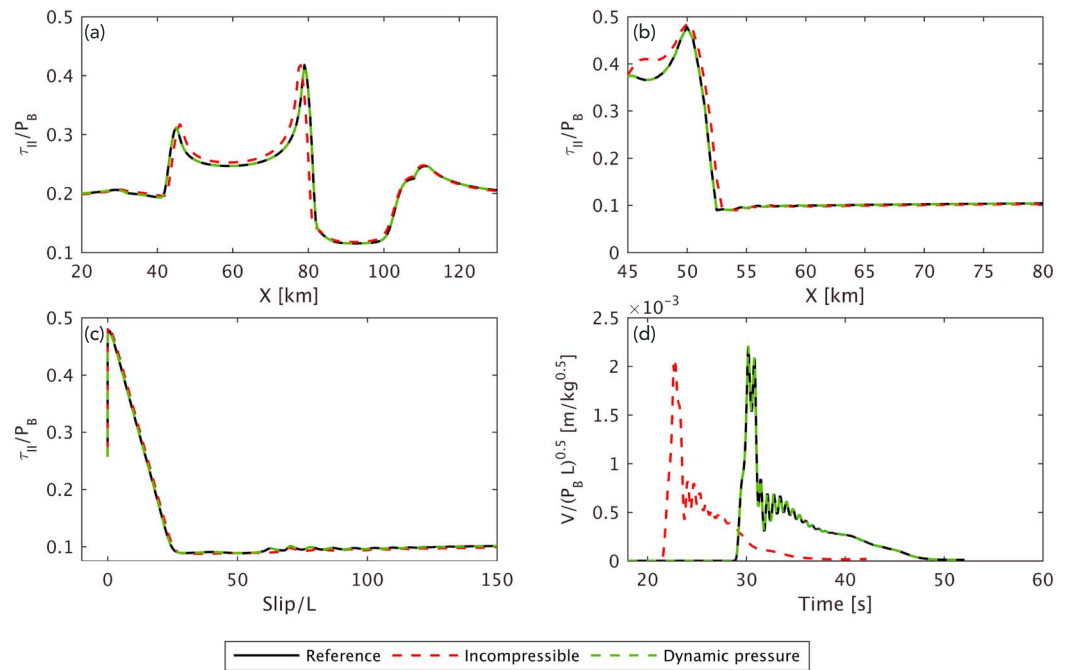 (a)
0.5
0.4
0.3
0.2
0.1
τII/PB
20 40 60 80 100 120
X [km]
(b)
0.5
0.4
0.3
0.2
0.1
0
τII/PB
45 50 55 60 65 70 75 80
X [km]
(c)
0.5
0.4
0.3
0.2
0.1
τII/PB
0 50 100 150
Slip/L
(d)
×10⁻³
2.5
2
1.5
1
0.5
0
V/(PB L)^0.5 [m/kg^0.5]
20 30 40 50 60
Time [s]
Reference Incompressible Dynamic pressure